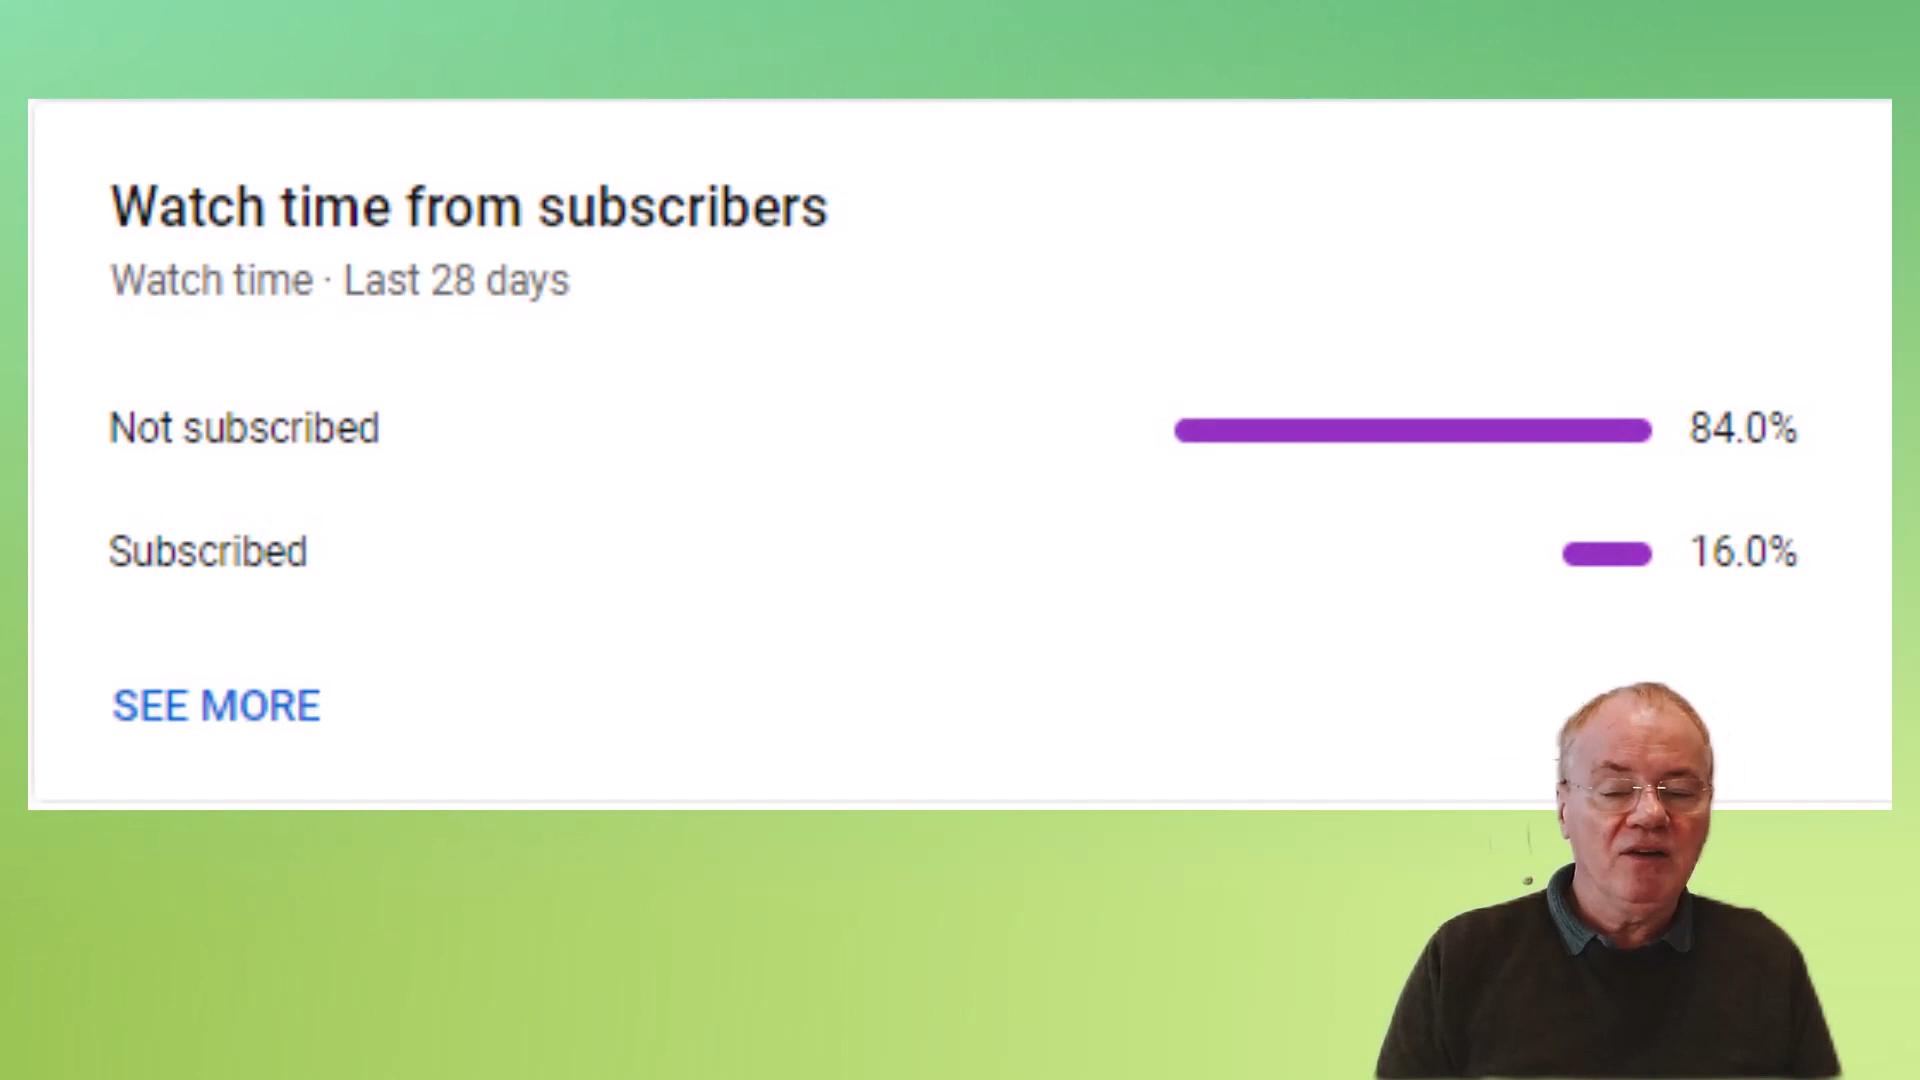 Watch time from subscribers
Watch time · Last 28 days
Not subscribed 84.0%
Subscribed 16.0%
SEE MORE